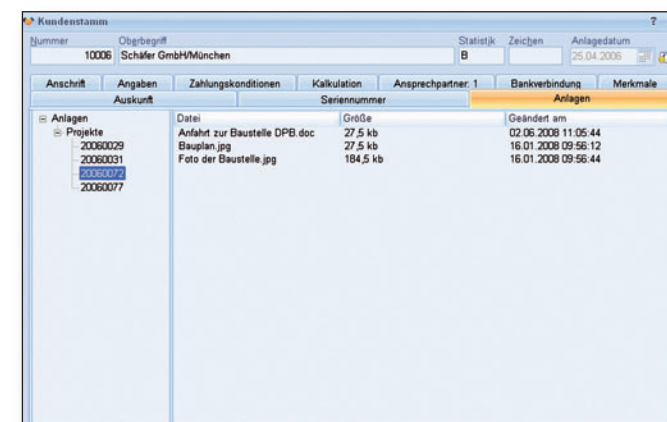 Kundenstamm ?
Nummer Oberbegriff Statistik Zeichen Anlagedatum
10006 Schäfer GmbH/München B 25.04.2006
Anschrift Angaben Zahlungskonditionen Kalkulation Ansprechpartner: 1 Bankverbindung Merkmale
Auskunft Seriennummer Anlagen
Anlagen Datei Größe Geändert am
Projekte Anfahrt zur Baustelle DPB.doc 27,5 kb 02.06.2008 11:05:44
20060029 Bauplan.jpg 27,5 kb 16.01.2008 09:56:12
20060031 Foto der Baustelle.jpg 184,5 kb 16.01.2008 09:56:44
20060072
20060077